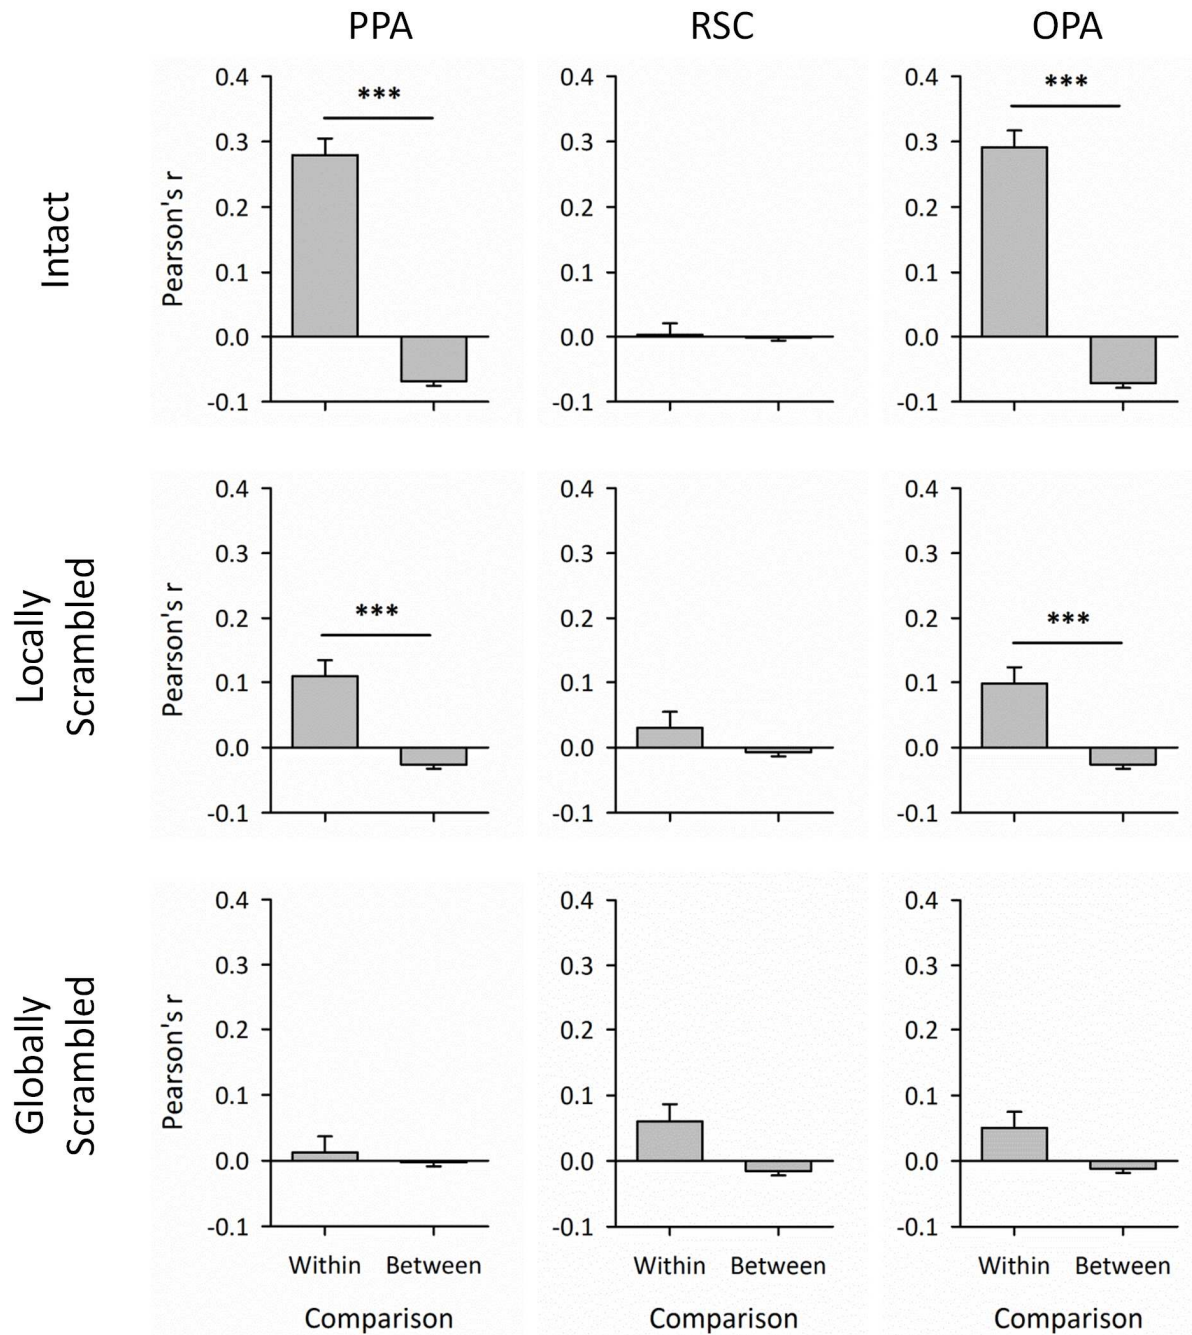 PPA RSC OPA
Intact
Pearson's r
0.4 0.4 0.4
*** ***
0.3 0.3 0.3
0.2 0.2 0.2
0.1 0.1 0.1
0.0 0.0 0.0
-0.1 -0.1 -0.1
Locally
Scrambled
Pearson's r
0.4 0.4 0.4
0.3 0.3 0.3
0.2 0.2 0.2
*** ***
0.1 0.1 0.1
0.0 0.0 0.0
-0.1 -0.1 -0.1
Globally
Scrambled
Pearson's r
0.4 0.4 0.4
0.3 0.3 0.3
0.2 0.2 0.2
0.1 0.1 0.1
0.0 0.0 0.0
-0.1 -0.1 -0.1
Within Between Within Between Within Between
Comparison Comparison Comparison